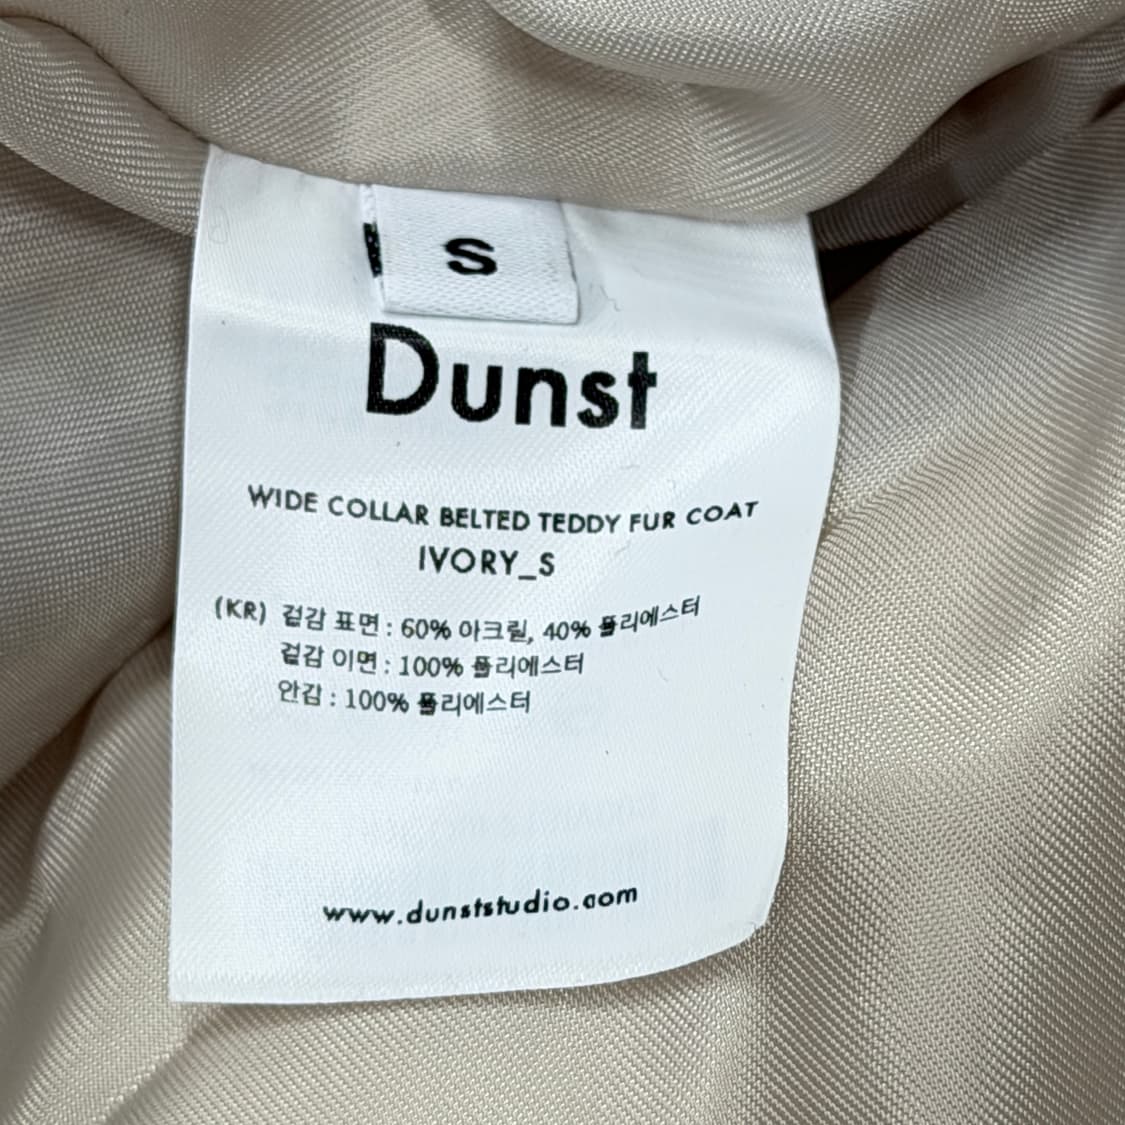 S
Dunst
WIDE COLLAR BELTED TEDDY FUR COAT
IVORY_S
(KR) 겉감 표면 : 60% 아크릴, 40% 폴리에스터
겉감 이면 : 100% 폴리에스터
안감 : 100% 폴리에스터
www.dunststudio.com